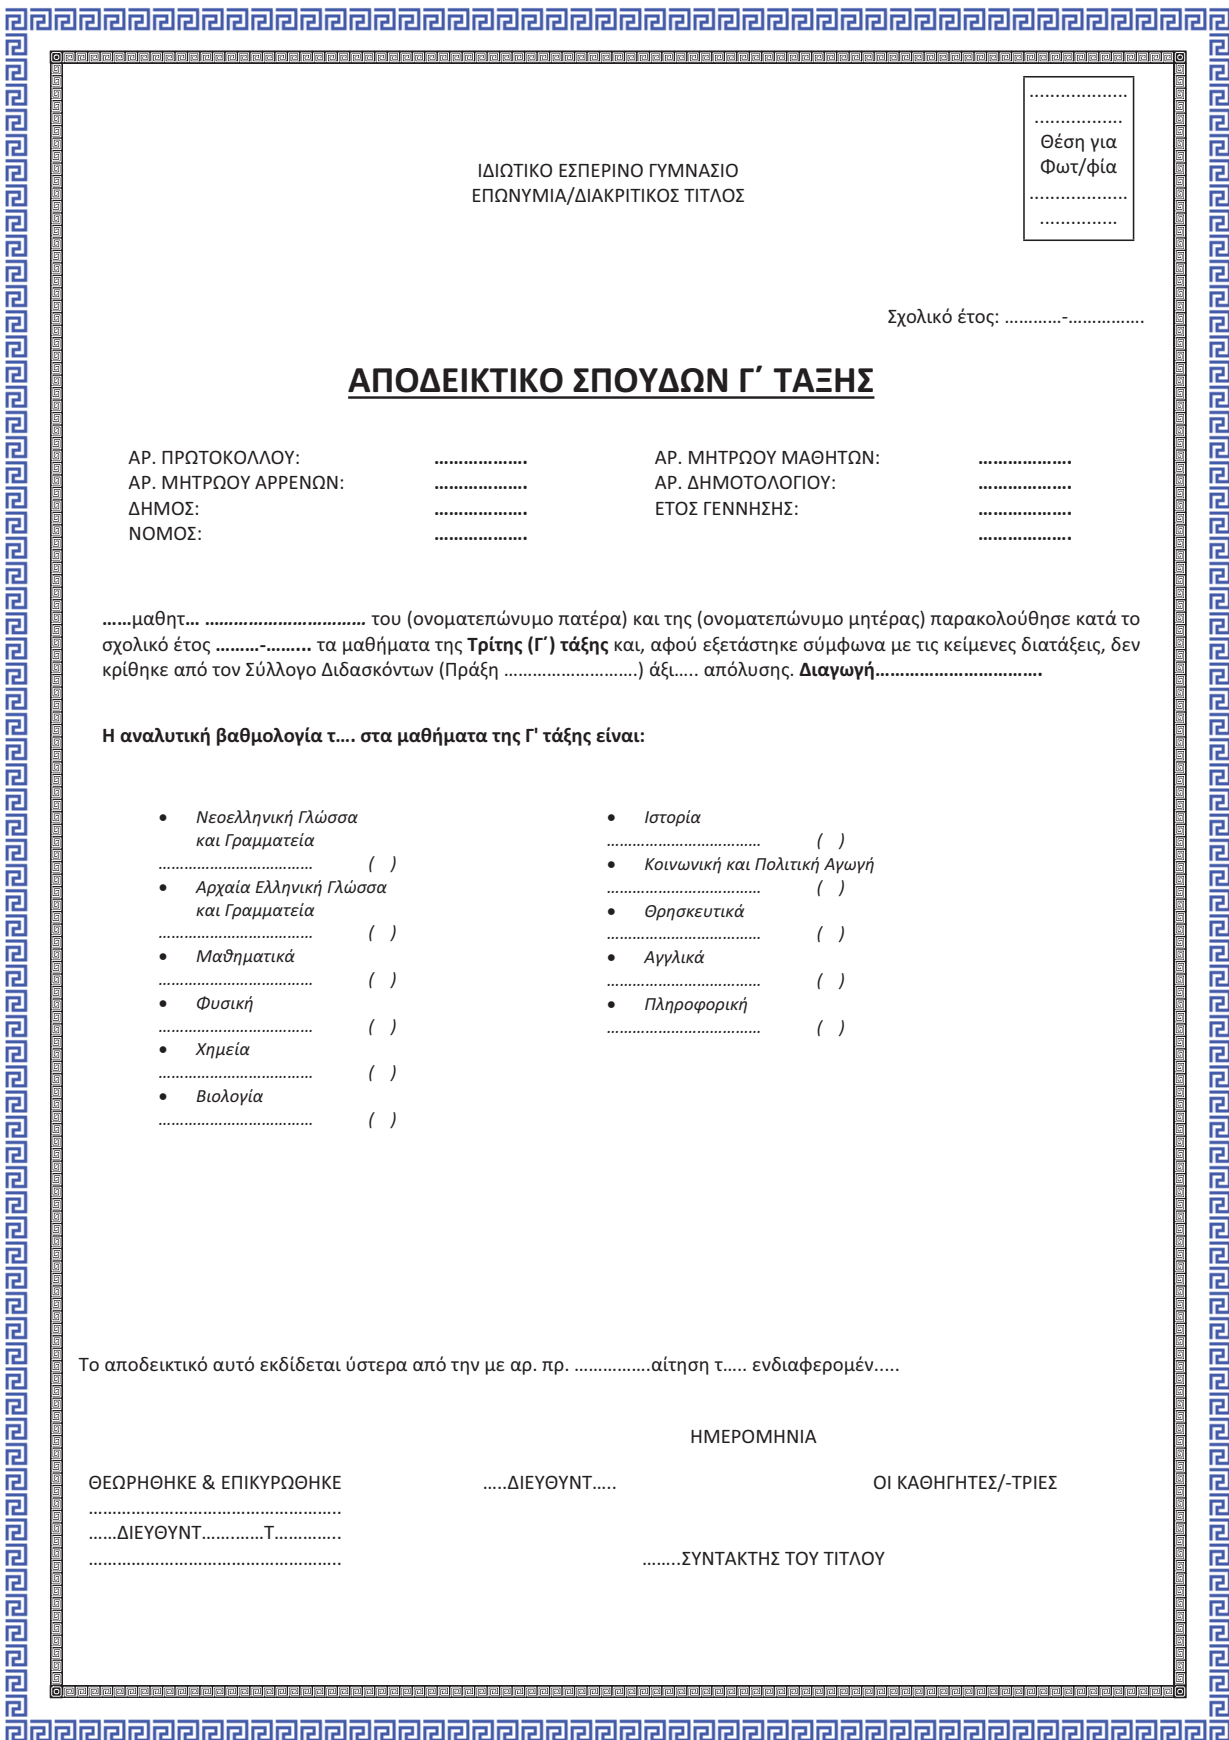 ...................
.................
Θέση για
Φωτ/φία
...................
...............
ΙΔΙΩΤΙΚΟ ΕΣΠΕΡΙΝΟ ΓΥΜΝΑΣΙΟ
ΕΠΩΝΥΜΙΑ/ΔΙΑΚΡΙΤΙΚΟΣ ΤΙΤΛΟΣ
Σχολικό έτος: …………-…………….
ΑΠΟΔΕΙΚΤΙΚΟ ΣΠΟΥΔΩΝ Γ΄ ΤΑΞΗΣ
ΑΡ. ΠΡΩΤΟΚΟΛΛΟΥ: ………………. ΑΡ. ΜΗΤΡΩΟΥ ΜΑΘΗΤΩΝ: ……………….
ΑΡ. ΜΗΤΡΩΟΥ ΑΡΡΕΝΩΝ: ………………. ΑΡ. ΔΗΜΟΤΟΛΟΓΙΟΥ: ……………….
ΔΗΜΟΣ: ………………. ΕΤΟΣ ΓΕΝΝΗΣΗΣ: ……………….
ΝΟΜΟΣ: ………………. ……………….
……μαθητ… …………………………… του (ονοματεπώνυμο πατέρα) και της (ονοματεπώνυμο μητέρας) παρακολούθησε κατά το
σχολικό έτος ………-…….. τα μαθήματα της Τρίτης (Γ΄) τάξης και, αφού εξετάστηκε σύμφωνα με τις κείμενες διατάξεις, δεν
κρίθηκε από τον Σύλλογο Διδασκόντων (Πράξη ……………………….) άξι….. απόλυσης. Διαγωγή…………………………….
Η αναλυτική βαθμολογία τ…. στα μαθήματα της Γ' τάξης είναι:
• Νεοελληνική Γλώσσα
και Γραμματεία
……………………………… ( )
• Αρχαία Ελληνική Γλώσσα
και Γραμματεία
……………………………… ( )
• Μαθηματικά
……………………………… ( )
• Φυσική
……………………………… ( )
• Χημεία
……………………………… ( )
• Βιολογία
……………………………… ( )
• Ιστορία
……………………………… ( )
• Κοινωνική και Πολιτική Αγωγή
……………………………… ( )
• Θρησκευτικά
……………………………… ( )
• Αγγλικά
……………………………… ( )
• Πληροφορική
……………………………… ( )
Το αποδεικτικό αυτό εκδίδεται ύστερα από την με αρ. πρ. …………….αίτηση τ….. ενδιαφερομέν.....
ΗΜΕΡΟΜΗΝΙΑ
ΘΕΩΡΗΘΗΚΕ & ΕΠΙΚΥΡΩΘΗΚΕ …..ΔΙΕΥΘΥΝΤ….. ΟΙ ΚΑΘΗΓΗΤΕΣ/-ΤΡΙΕΣ
……………………………………………..
……ΔΙΕΥΘΥΝΤ…….……Τ…………..
…………………………………………….. ……..ΣΥΝΤΑΚΤΗΣ ΤΟΥ ΤΙΤΛΟΥ